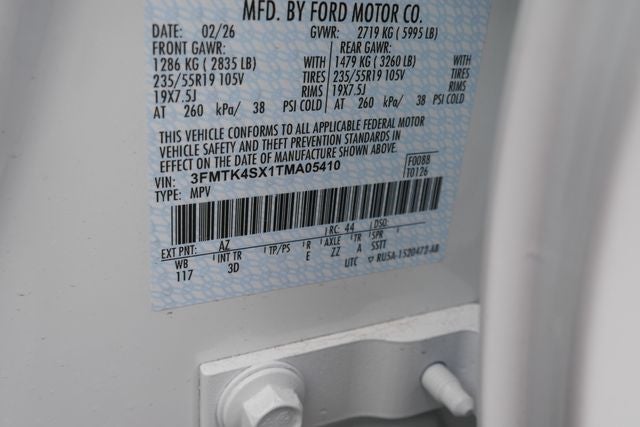 MFD. BY FORD MOTOR CO.
DATE: 02/26 GVWR: 2719 KG ( 5995 LB)
FRONT GAWR: REAR GAWR:
1286 KG ( 2835 LB) WITH 1479 KG ( 3260 LB) WITH
235/55R19 105V TIRES 235/55R19 105V TIRES
19X7.5J RIMS 19X7.5J RIMS
AT 260 kPa/ 38 PSI COLD AT 260 kPa/ 38 PSI COLD
THIS VEHICLE CONFORMS TO ALL APPLICABLE FEDERAL MOTOR
VEHICLE SAFETY AND THEFT PREVENTION STANDARDS IN
EFFECT ON THE DATE OF MANUFACTURE SHOWN ABOVE.
VIN: 3FMTK4SX1TMA05410 F0088
TYPE: MPV T0126
EXT PNT: AZ RC: 44 DSO:
WB INT TR TP/PS R AXLE TR SPR
117 3D E ZZ A SSTT
UTC ▽ RU5A-1520472-AB